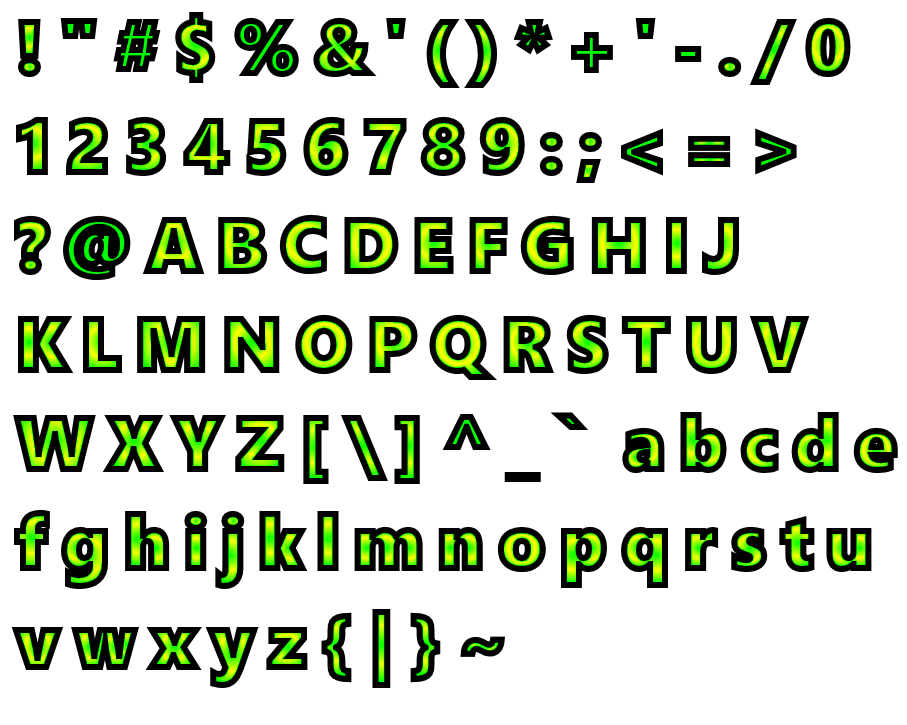 ! " # $ % & ' ( ) * + ' - . / 0
1 2 3 4 5 6 7 8 9 : ; < = >
? @ A B C D E F G H I J
K L M N O P Q R S T U V
W X Y Z [ \ ] ^ _ ` a b c d e
f g h i j k l m n o p q r s t u
v w x y z { | } ~